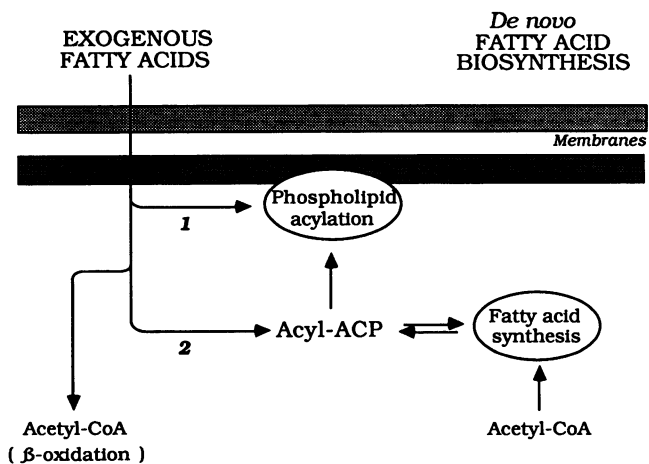 EXOGENOUS
FATTY ACIDS
De novo
FATTY ACID
BIOSYNTHESIS
Membranes
Phospholipid
acylation
1
2
Acyl-ACP
Fatty acid
synthesis
Acetyl-CoA
( β-oxidation )
Acetyl-CoA